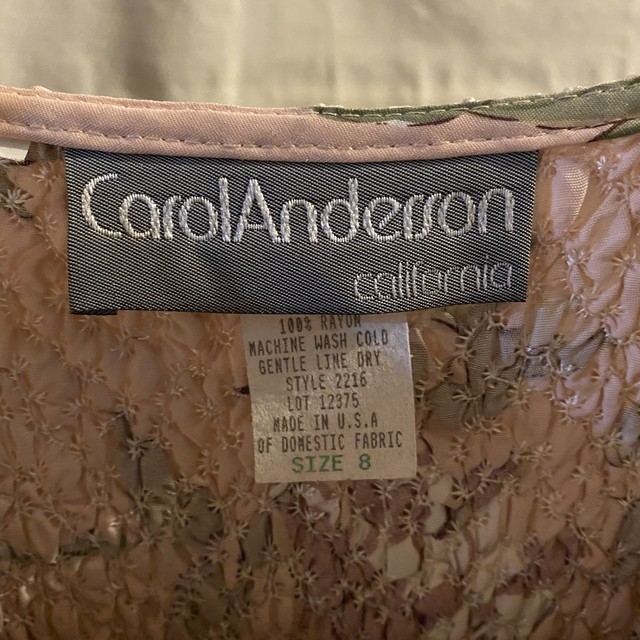 CarolAnderson
california
100% RAYON
MACHINE WASH COLD
GENTLE LINE DRY
STYLE 2216
LOT 12375
MADE IN U.S.A
OF DOMESTIC FABRIC
SIZE 8